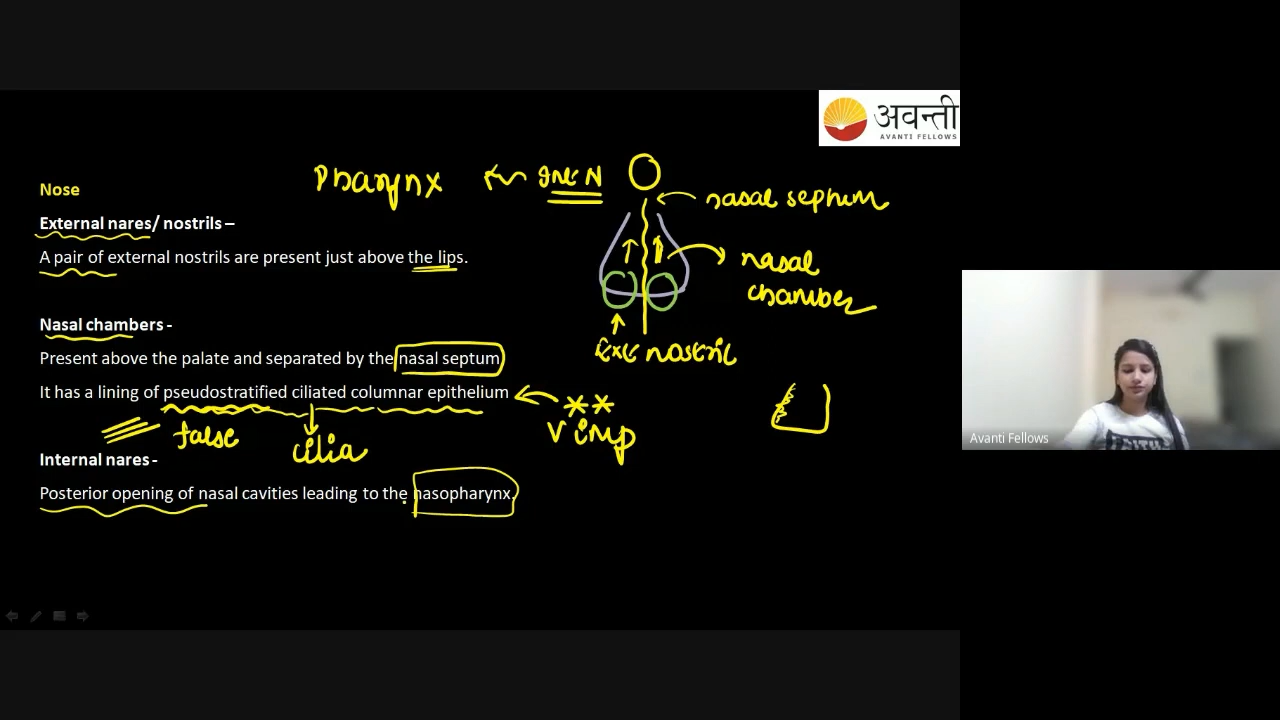 अवन्ती
AVANTI FELLOWS
Pharynx
Int N
nasal septum
Nose
External nares/ nostrils –
A pair of external nostrils are present just above the lips.
nasal
chamber
Ext nostril
Nasal chambers -
Present above the palate and separated by the nasal septum
It has a lining of pseudostratified ciliated columnar epithelium
**
V imp
false
cilia
Internal nares -
Posterior opening of nasal cavities leading to the nasopharynx.
Avanti Fellows